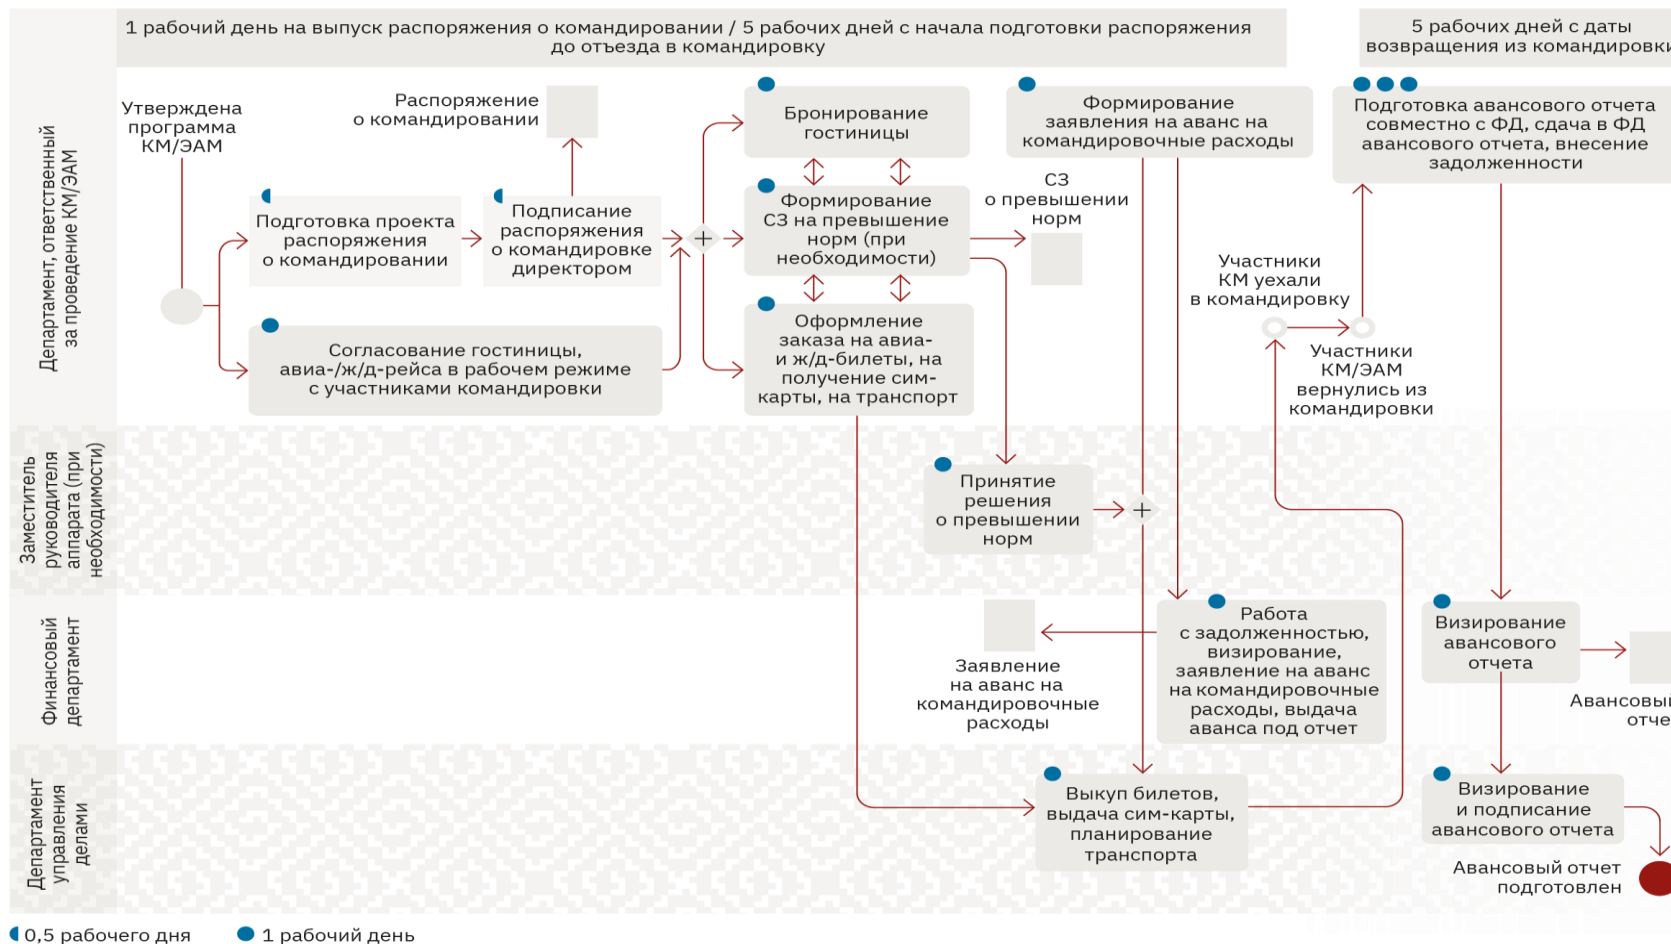 1 рабочий день на выпуск распоряжения о командировании / 5 рабочих дней с начала подготовки распоряжения
до отъезда в командировку
5 рабочих дней с даты
возвращения из командировки
Департамент, ответственный
за проведение КМ/ЭАМ
Утверждена
программа
КМ/ЭАМ
Распоряжение
о командировании
Подготовка проекта
распоряжения
о командировании
Подписание
распоряжения
о командировке
директором
Согласование гостиницы,
авиа-/ж/д-рейса в рабочем режиме
с участниками командировки
Бронирование
гостиницы
Формирование
СЗ на превышение
норм (при
необходимости)
Оформление
заказа на авиа-
и ж/д-билеты, на
получение сим-
карты, на транспорт
Формирование
заявления на аванс на
командировочные расходы
СЗ
о превышении
норм
Участники
КМ уехали
в командировку
Участники
КМ/ЭАМ
вернулись из
командировки
Подготовка авансового отчета
совместно с ФД, сдача в ФД
авансового отчета, внесение
задолженности
Заместитель
руководителя
аппарата (при
необходимости)
Принятие
решения
о превышении
норм
Финансовый
департамент
Заявление
на аванс на
командировочные
расходы
Работа
с задолженностью,
визирование,
заявление на аванс
на командировочные
расходы, выдача
аванса под отчет
Визирование
авансового
отчета
Авансовый
отче
Департамент
управления
делами
Выкуп билетов,
выдача сим-карты,
планирование
транспорта
Визирование
и подписание
авансового отчета
Авансовый отчет
подготовлен
0,5 рабочего дня
1 рабочий день